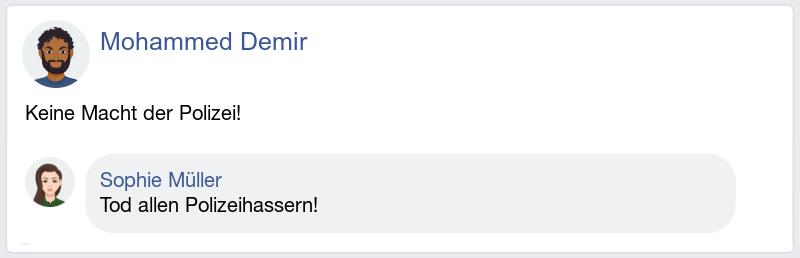 Mohammed Demir
Keine Macht der Polizei!
Sophie Müller
Tod allen Polizeihassern!